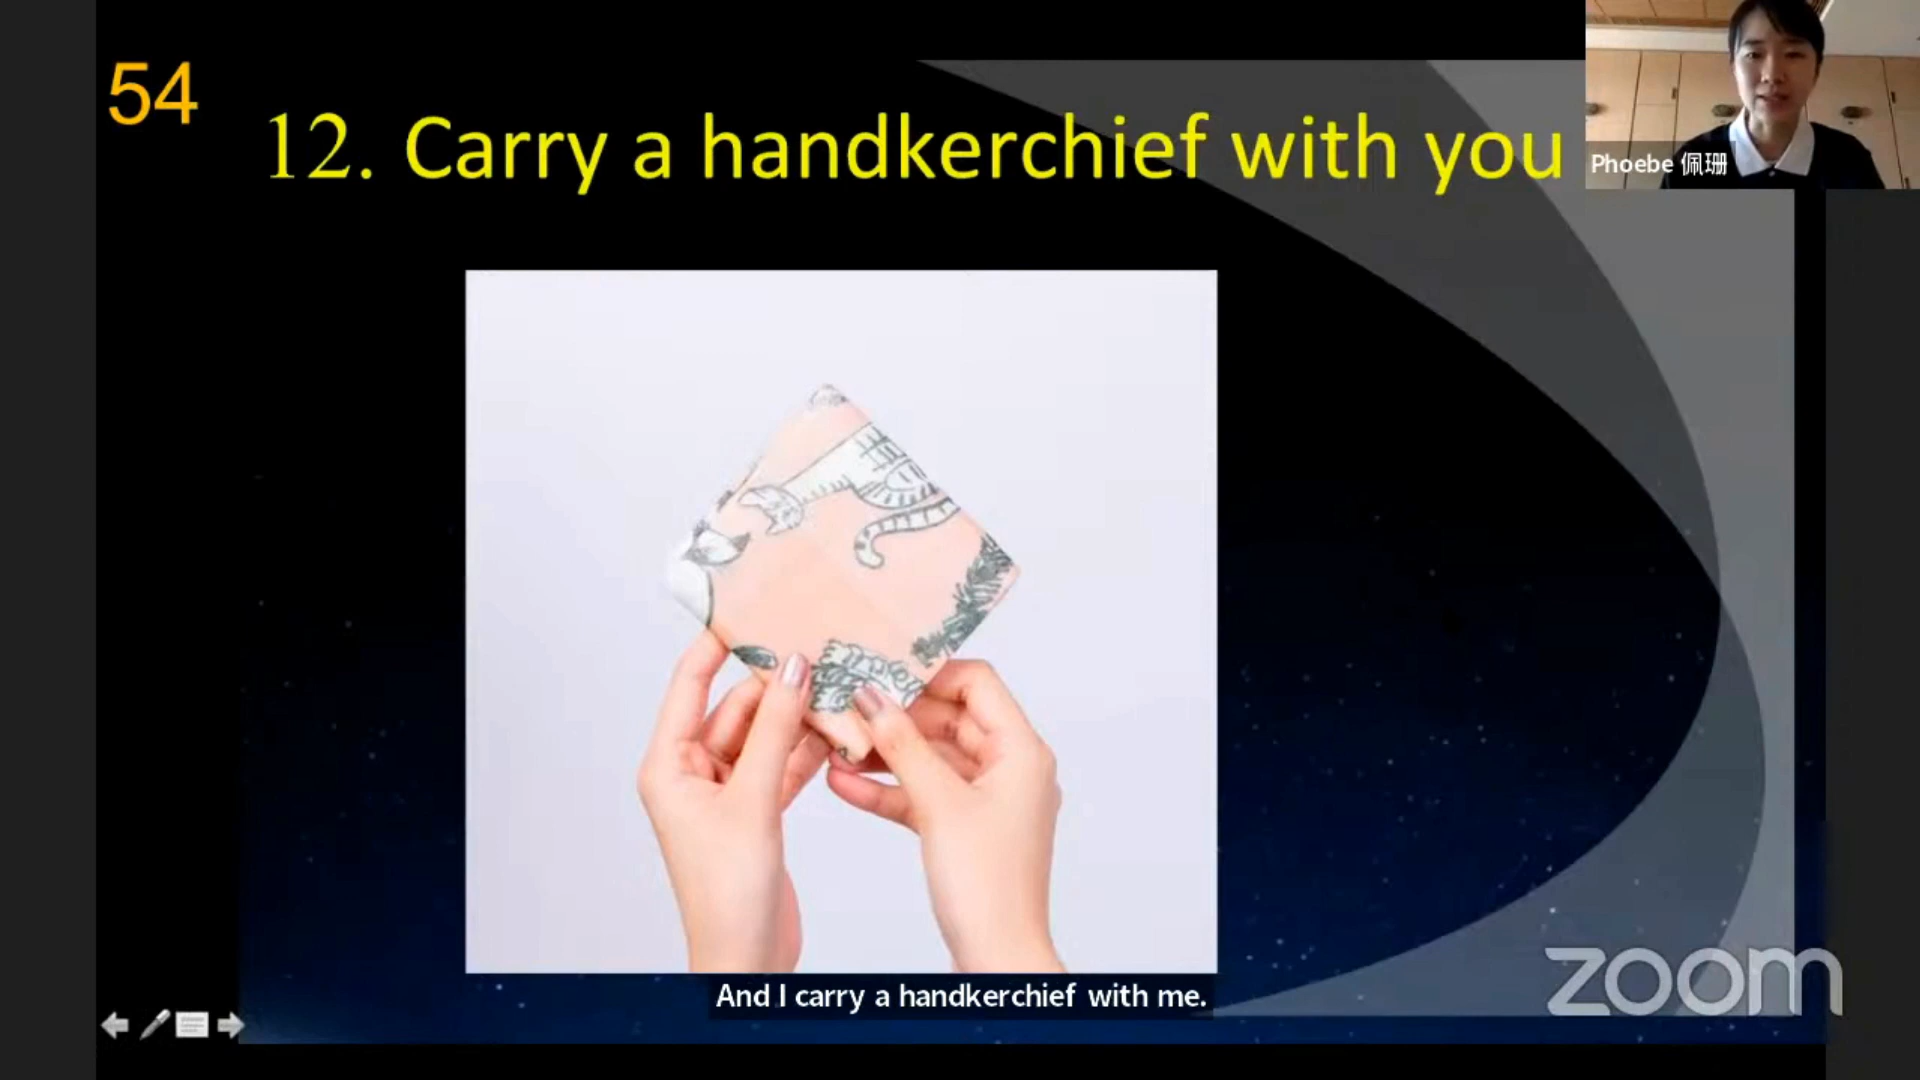 54
12. Carry a handkerchief with you
Phoebe 佩珊
And I carry a handkerchief with me.
zoom